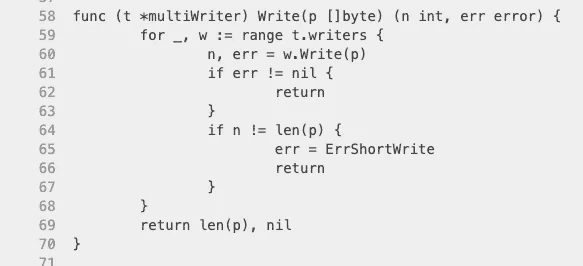 58 func (t *multiWriter) Write(p []byte) (n int, err error) {
59         for _, w := range t.writers {
60                 n, err = w.Write(p)
61                 if err != nil {
62                         return
63                 }
64                 if n != len(p) {
65                         err = ErrShortWrite
66                         return
67                 }
68         }
69         return len(p), nil
70 }
71